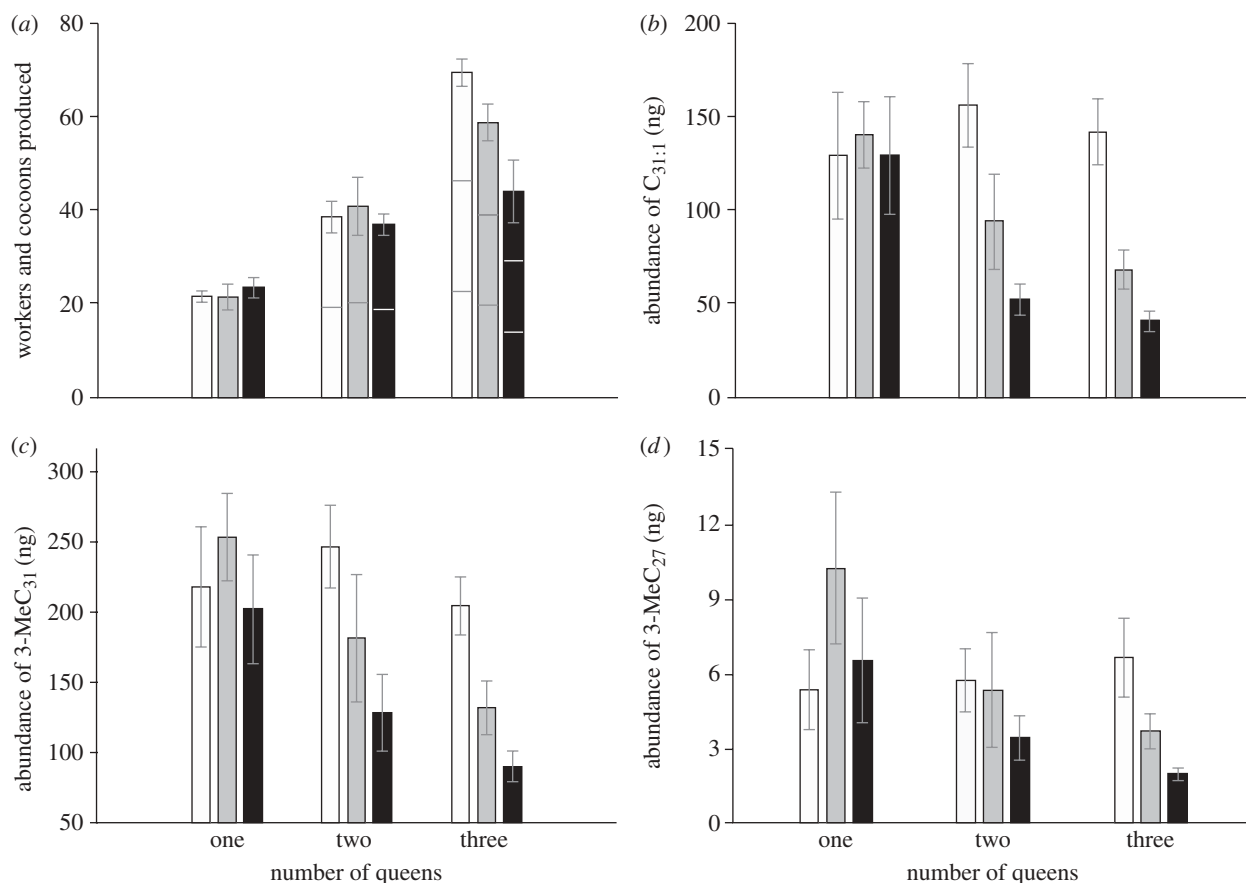 (a)
80
60
40
20
0
workers and cocoons produced
(b)
200
150
100
50
0
abundance of C31:1 (ng)
(c)
300
250
200
150
100
50
abundance of 3-MeC31 (ng)
one two three
number of queens
(d)
15
12
9
6
3
0
abundance of 3-MeC27 (ng)
one two three
number of queens